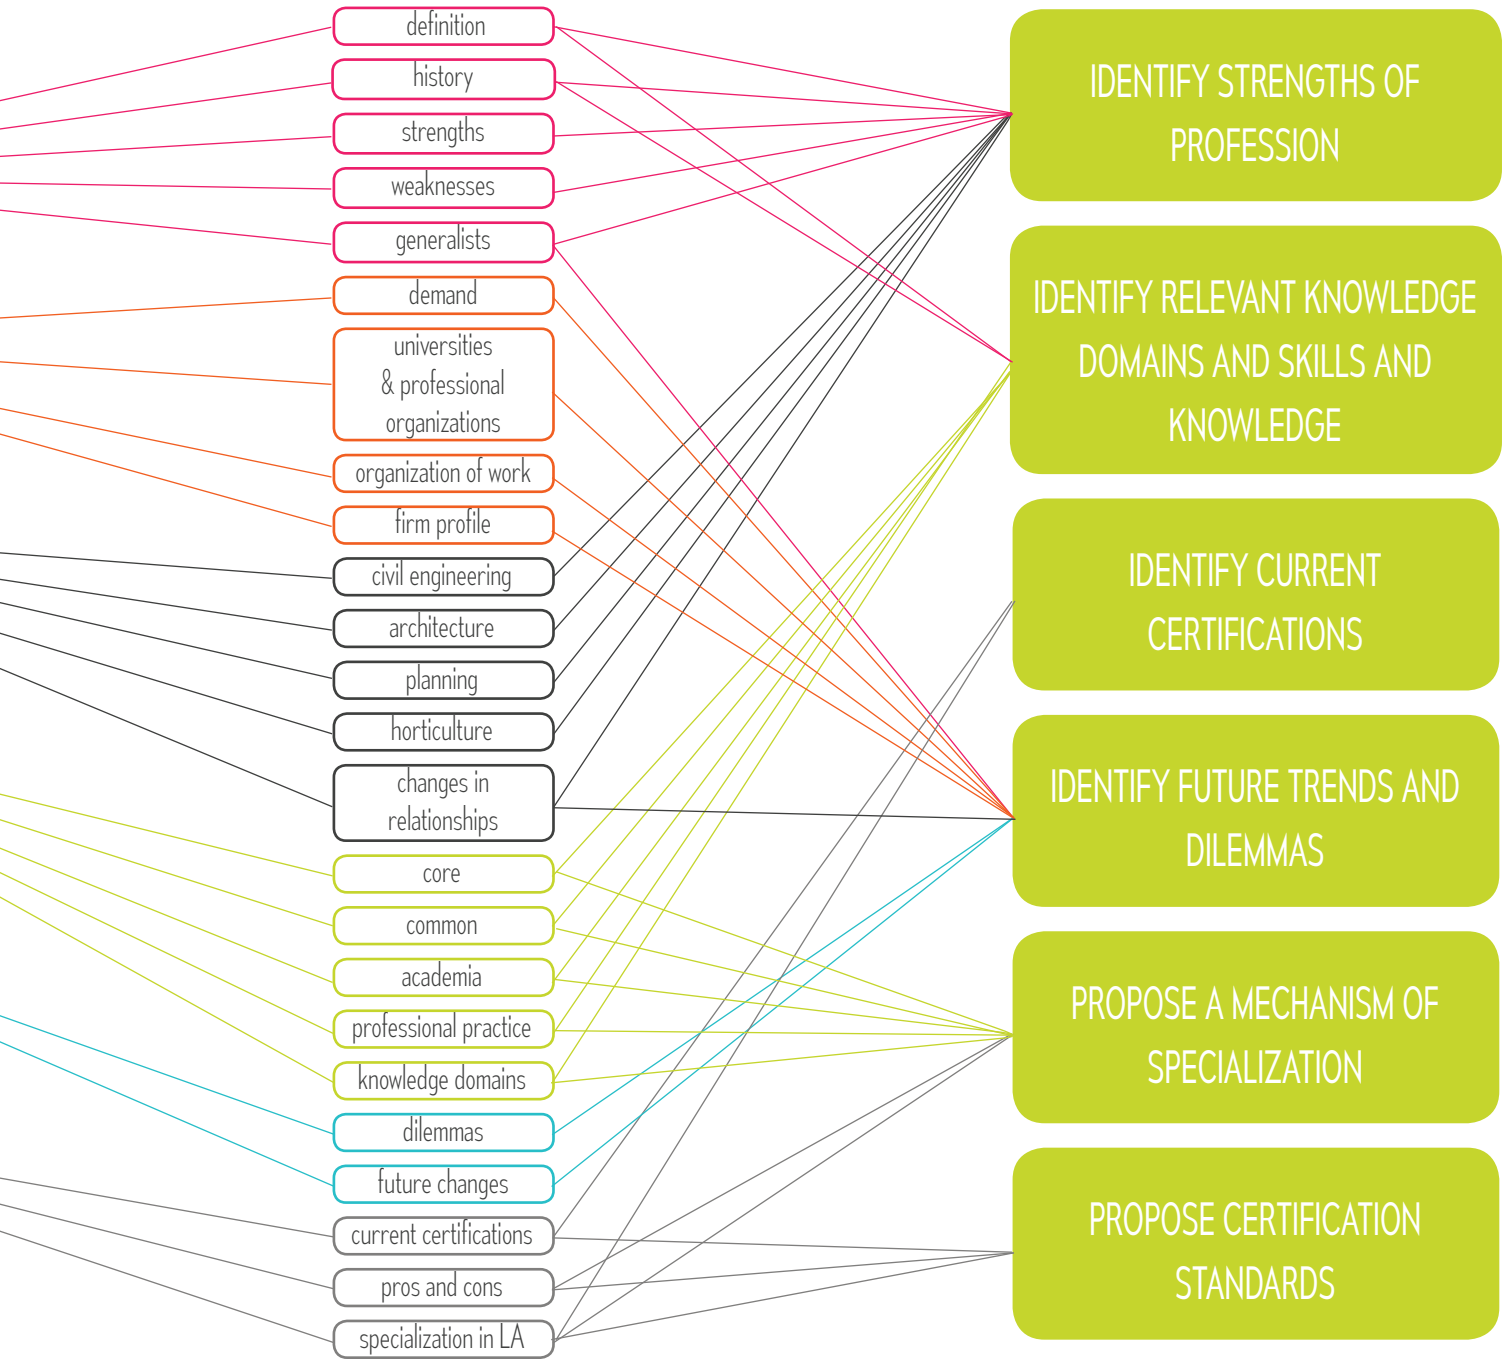 definition
history
strengths
weaknesses
generalists
demand
universities
& professional
organizations
organization of work
firm profile
civil engineering
architecture
planning
horticulture
changes in
relationships
core
common
academia
professional practice
knowledge domains
dilemmas
future changes
current certifications
pros and cons
specialization in LA
IDENTIFY STRENGTHS OF
PROFESSION
IDENTIFY RELEVANT KNOWLEDGE
DOMAINS AND SKILLS AND
KNOWLEDGE
IDENTIFY CURRENT
CERTIFICATIONS
IDENTIFY FUTURE TRENDS AND
DILEMMAS
PROPOSE A MECHANISM OF
SPECIALIZATION
PROPOSE CERTIFICATION
STANDARDS